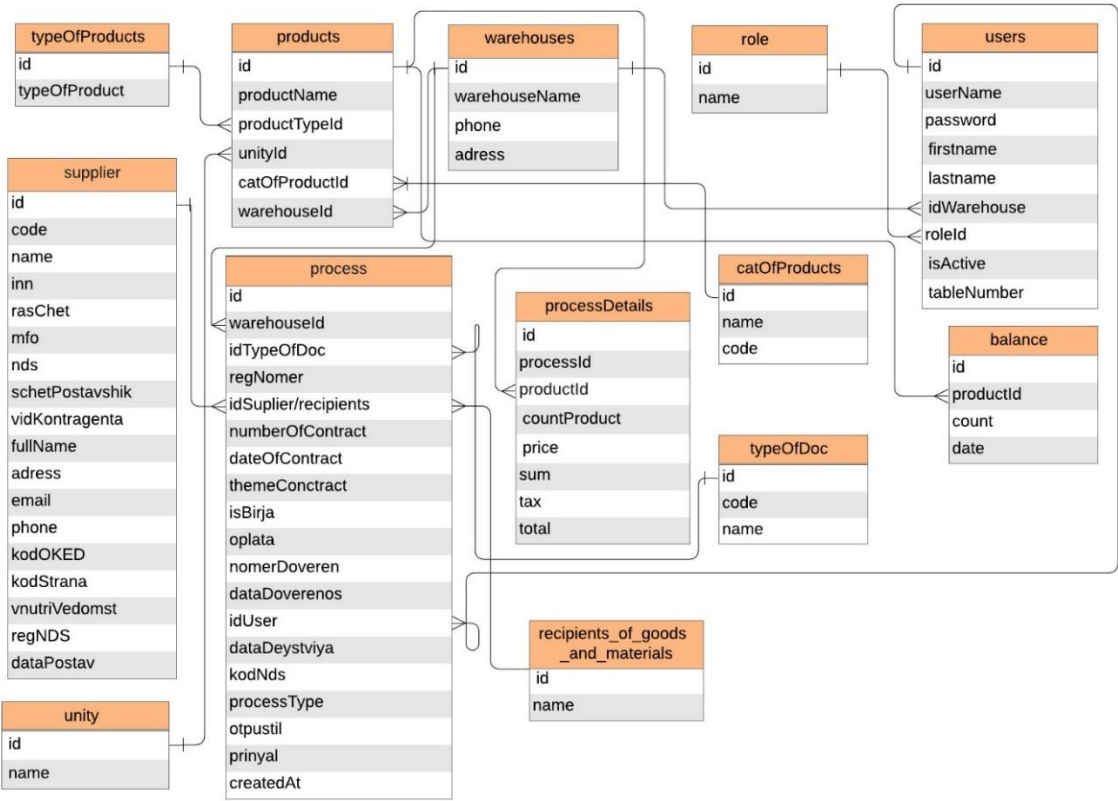 typeOfProducts
id
typeOfProduct
products
id
productName
productTypeId
unityId
catOfProductId
warehouseId
warehouses
id
warehouseName
phone
adress
role
id
name
users
id
userName
password
firstname
lastname
idWarehouse
roleId
isActive
tableNumber
supplier
id
code
name
inn
rasChet
mfo
nds
schetPostavshik
vidKontragenta
fullName
adress
email
phone
kodOKED
kodStrana
vnutriVedomst
regNDS
dataPostav
process
id
warehouseId
idTypeOfDoc
regNomer
idSuplier/recipients
numberOfContract
dateOfContract
themeConctract
isBirja
oplata
nomerDoveren
dataDoverenos
idUser
dataDeystviya
kodNds
processType
otpustil
prinyal
createdAt
processDetails
id
processId
productId
countProduct
price
sum
tax
total
catOfProducts
id
name
code
balance
id
productId
count
date
typeOfDoc
id
code
name
recipients_of_goods
_and_materials
id
name
unity
id
name